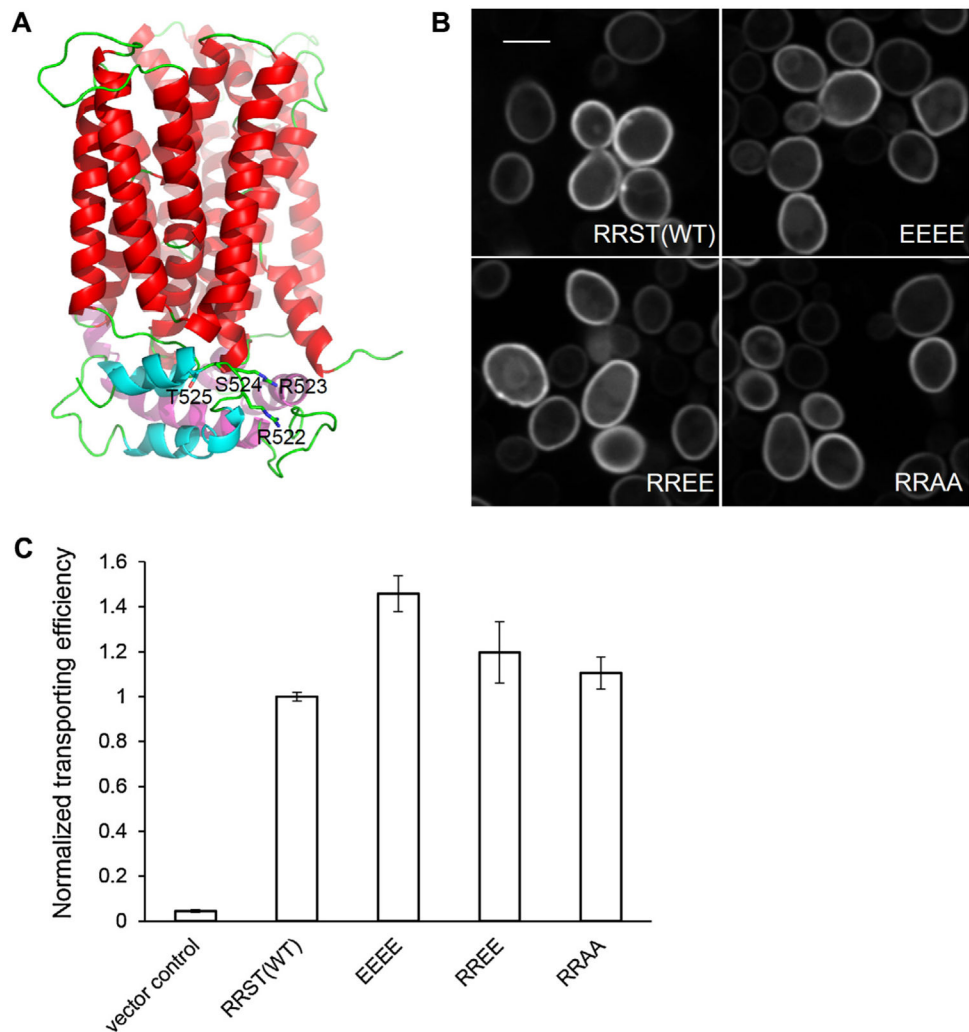 A
T525 S524 R523
R522
B
RRST(WT)
EEEE
RREE
RRAA
C
Normalized transporting efficiency
1.6
1.4
1.2
1
0.8
0.6
0.4
0.2
0
vector control
RRST(WT)
EEEE
RREE
RRAA